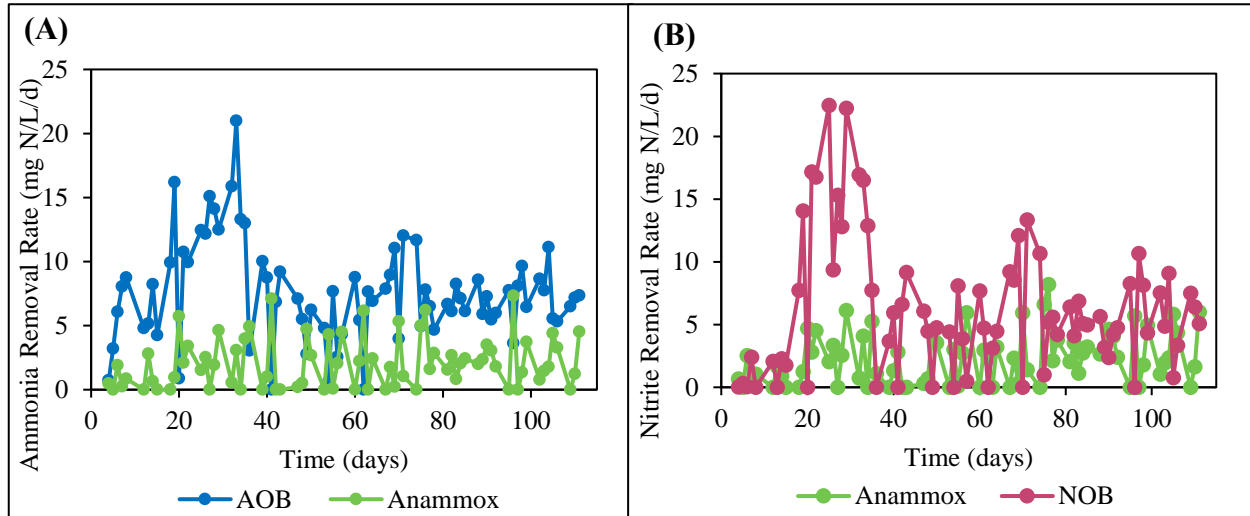 (A)
Ammonia Removal Rate (mg N/L/d)
25
20
15
10
5
0
0 20 40 60 80 100
Time (days)
AOB Anammox
(B)
Nitrite Removal Rate (mg N/L/d)
25
20
15
10
5
0
0 20 40 60 80 100
Time (days)
Anammox NOB